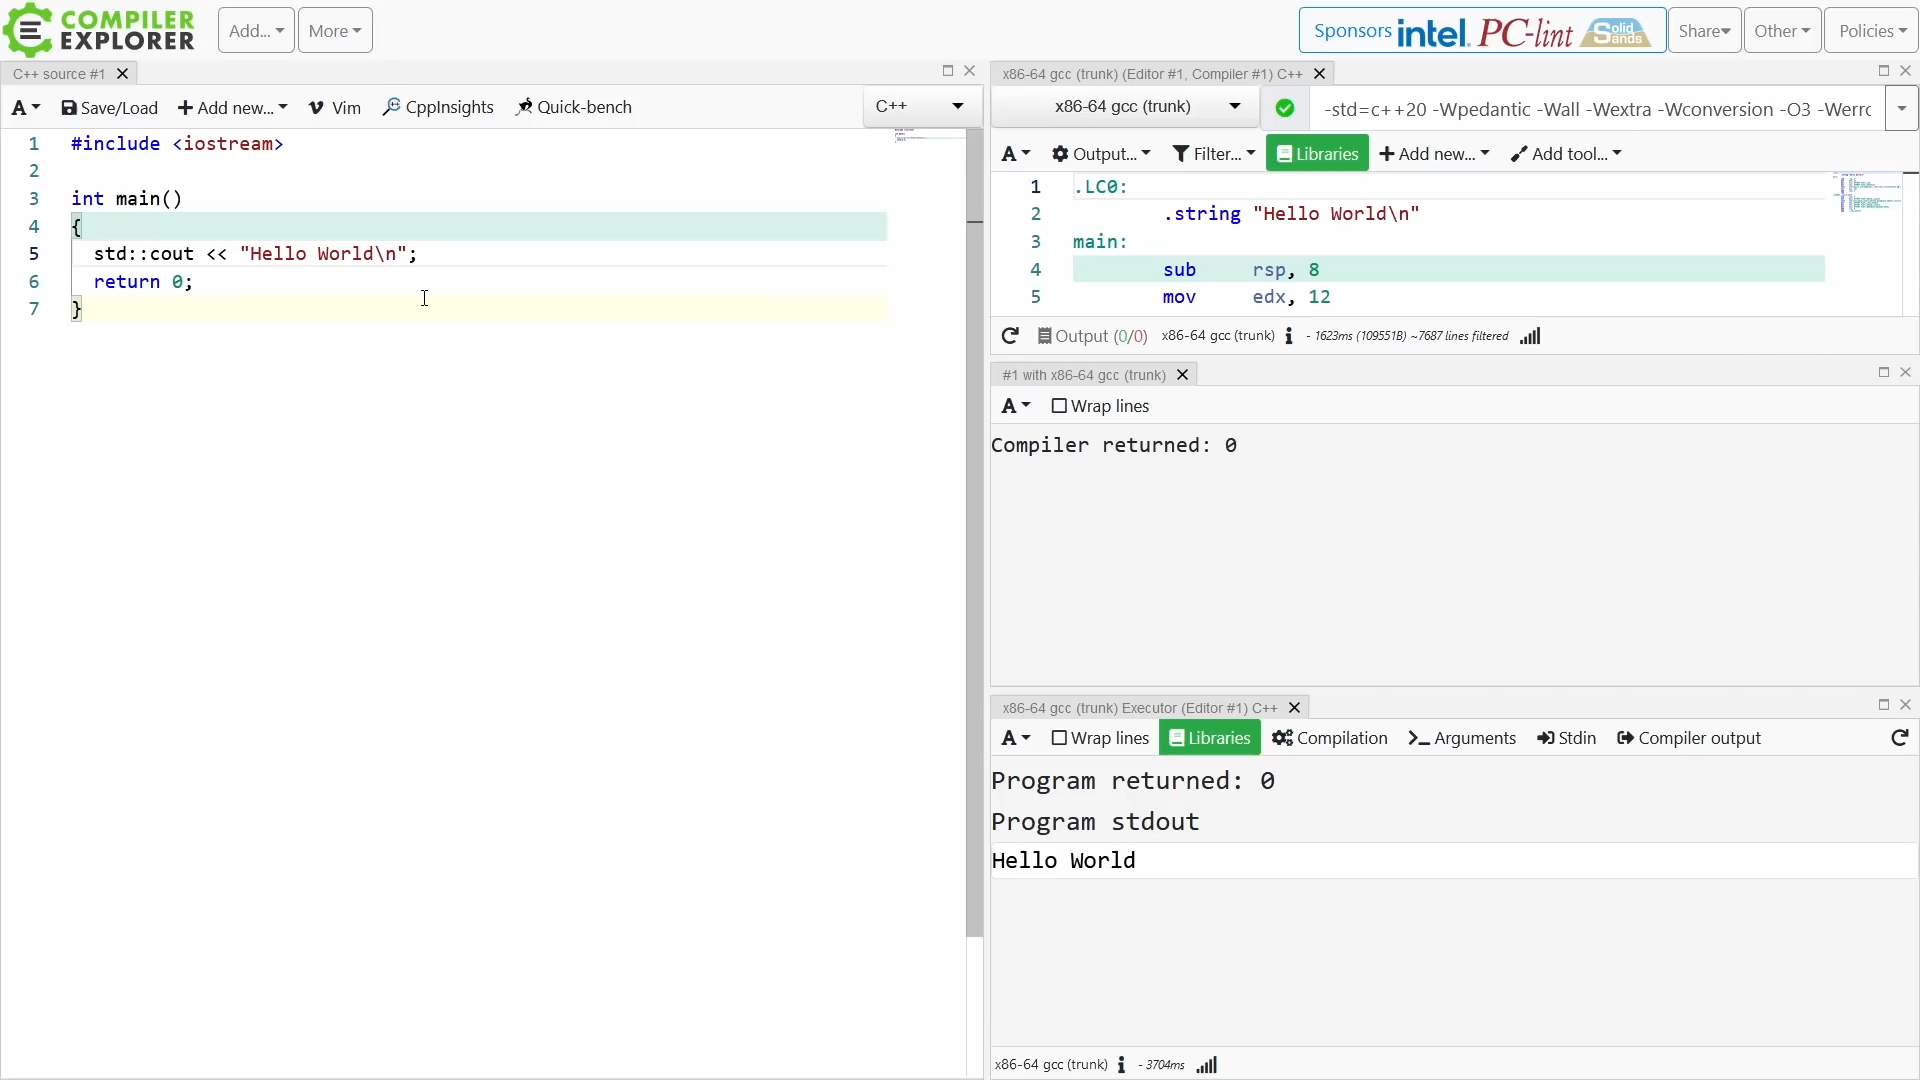 COMPILER
EXPLORER
Add...
More
Sponsors intel. PC-lint Solid Sands
Share
Other
Policies
C++ source #1
A
Save/Load
Add new...
Vim
CppInsights
Quick-bench
C++
1 #include <iostream>
2
3 int main()
4 {
5 std::cout << "Hello World\n";
6 return 0;
7 }
x86-64 gcc (trunk) (Editor #1, Compiler #1) C++
x86-64 gcc (trunk)
-std=c++20 -Wpedantic -Wall -Wextra -Wconversion -O3 -Werrc
A
Output...
Filter...
Libraries
Add new...
Add tool...
1 .LC0:
2 .string "Hello World\n"
3 main:
4 sub rsp, 8
5 mov edx, 12
Output (0/0) x86-64 gcc (trunk) i - 1623ms (109551B) ~7687 lines filtered
#1 with x86-64 gcc (trunk)
A
Wrap lines
Compiler returned: 0
x86-64 gcc (trunk) Executor (Editor #1) C++
A
Wrap lines
Libraries
Compilation
Arguments
Stdin
Compiler output
Program returned: 0
Program stdout
Hello World
x86-64 gcc (trunk) i - 3704ms